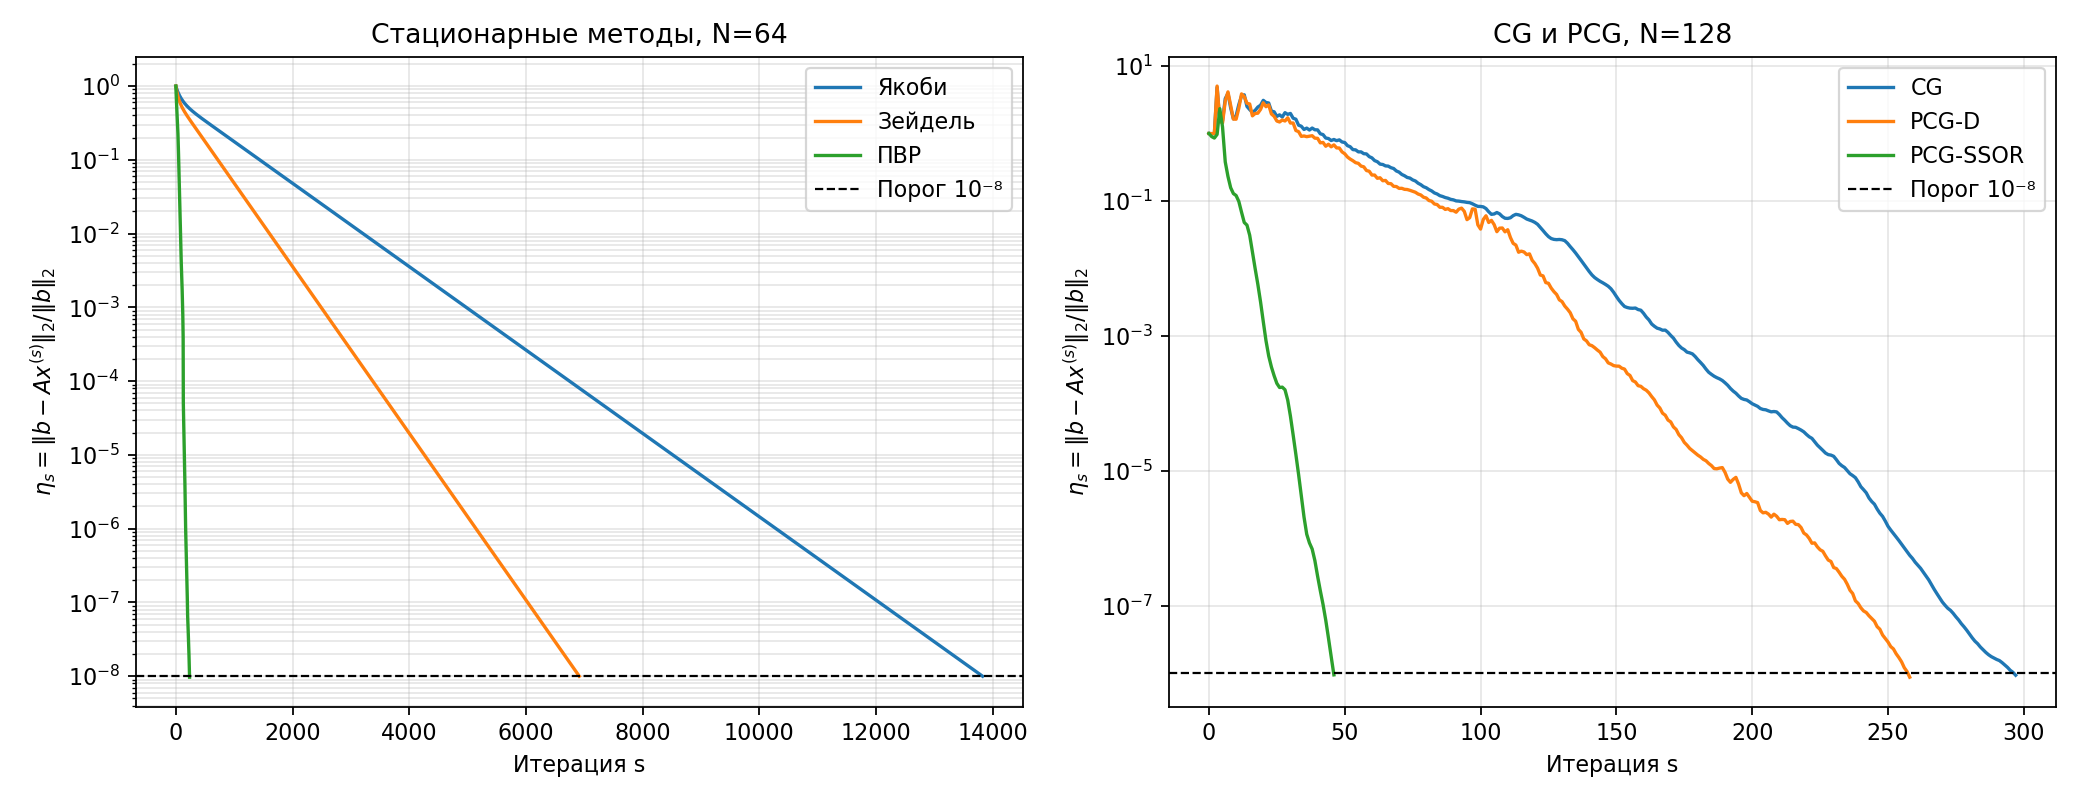 Стационарные методы, N=64
10⁰
10⁻¹
10⁻²
10⁻³
10⁻⁴
10⁻⁵
10⁻⁶
10⁻⁷
10⁻⁸
ηₛ = ‖b − Ax⁽ˢ⁾‖₂/‖b‖₂
Якоби
Зейдель
ПВР
Порог 10⁻⁸
0 2000 4000 6000 8000 10000 12000 14000
Итерация s
CG и PCG, N=128
10¹
10⁻¹
10⁻³
10⁻⁵
10⁻⁷
ηₛ = ‖b − Ax⁽ˢ⁾‖₂/‖b‖₂
CG
PCG-D
PCG-SSOR
Порог 10⁻⁸
0 50 100 150 200 250 300
Итерация s